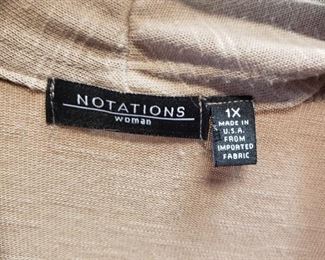 NOTATIONS
woman
1X
MADE IN
U.S.A.
FROM
IMPORTED
FABRIC